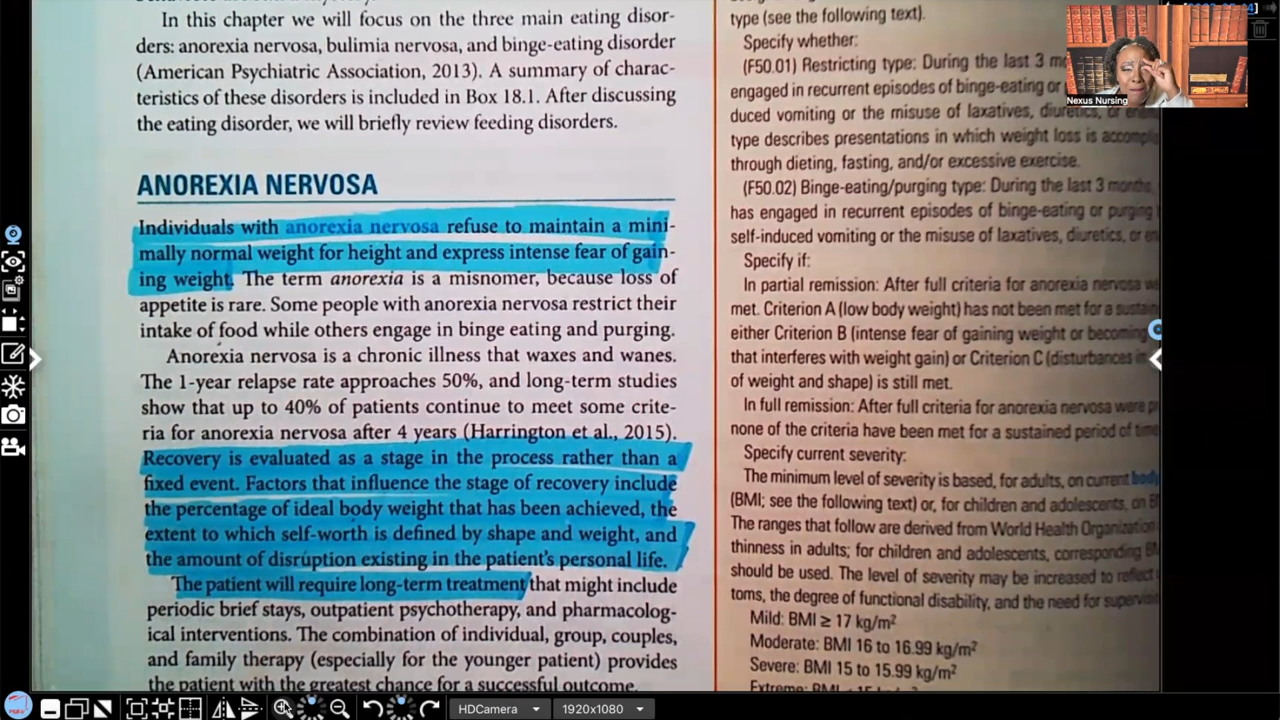 In this chapter we will focus on the three main eating disor-
ders: anorexia nervosa, bulimia nervosa, and binge-eating disorder
(American Psychiatric Association, 2013). A summary of charac-
teristics of these disorders is included in Box 18.1. After discussing
the eating disorder, we will briefly review feeding disorders.
ANOREXIA NERVOSA
Individuals with anorexia nervosa refuse to maintain a mini-
mally normal weight for height and express intense fear of gain-
ing weight. The term anorexia is a misnomer, because loss of
appetite is rare. Some people with anorexia nervosa restrict their
intake of food while others engage in binge eating and purging.
Anorexia nervosa is a chronic illness that waxes and wanes.
The 1-year relapse rate approaches 50%, and long-term studies
show that up to 40% of patients continue to meet some crite-
ria for anorexia nervosa after 4 years (Harrington et al., 2015).
Recovery is evaluated as a stage in the process rather than a
fixed event. Factors that influence the stage of recovery include
the percentage of ideal body weight that has been achieved, the
extent to which self-worth is defined by shape and weight, and
the amount of disruption existing in the patient's personal life.
The patient will require long-term treatment that might include
periodic brief stays, outpatient psychotherapy, and pharmacolog-
ical interventions. The combination of individual, group, couples,
and family therapy (especially for the younger patient) provides
the patient with the greatest chance for a successful outcome.
type (see the following text).
Specify whether:
(F50.01) Restricting type: During the last 3
engaged in recurrent episodes of binge-eating or
duced vomiting or the misuse of laxatives, diuretics, or
type describes presentations in which weight loss is
through dieting, fasting, and/or excessive exercise.
(F50.02) Binge-eating/purging type: During the last 3 months,
has engaged in recurrent episodes of binge-eating or purging
self-induced vomiting or the misuse of laxatives, diuretics, or
Specify if:
In partial remission: After full criteria for anorexia nervosa
met. Criterion A (low body weight) has not been met for a
either Criterion B (intense fear of gaining weight or becoming
that interferes with weight gain) or Criterion C (disturbances in
of weight and shape) is still met.
In full remission: After full criteria for anorexia nervosa were
none of the criteria have been met for a sustained period of time
Specify current severity:
The minimum level of severity is based, for adults, on current body
(BMI; see the following text) or, for children and adolescents, on
The ranges that follow are derived from World Health Organization
thinness in adults; for children and adolescents, corresponding
should be used. The level of severity may be increased to reflect
toms, the degree of functional disability, and the need for
Mild: BMI ≥ 17 kg/m²
Moderate: BMI 16 to 16.99 kg/m²
Severe: BMI 15 to 15.99 kg/m²
Nexus Nursing
HDCamera
1920x1080